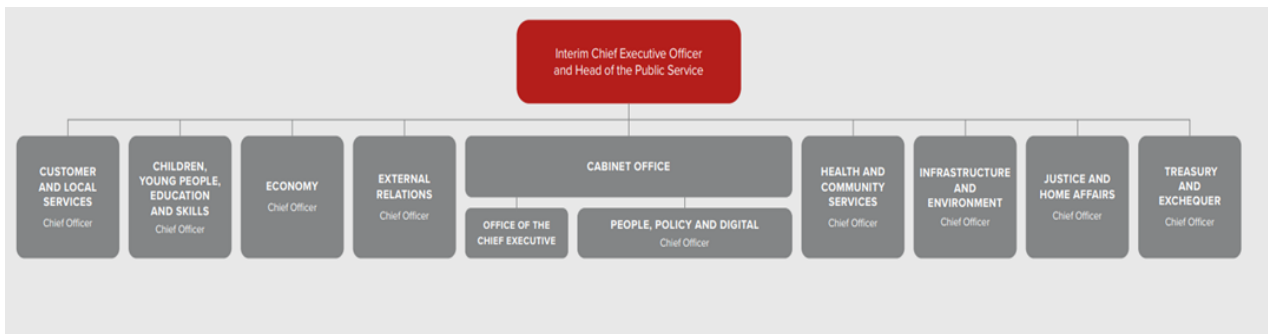 Interim Chief Executive Officer
and Head of the Public Service
CUSTOMER
AND LOCAL
SERVICES
Chief Officer
CHILDREN,
YOUNG PEOPLE,
EDUCATION
AND SKILLS
Chief Officer
ECONOMY
Chief Officer
EXTERNAL
RELATIONS
Chief Officer
CABINET OFFICE
OFFICE OF THE
CHIEF EXECUTIVE
PEOPLE, POLICY AND DIGITAL
Chief Officer
HEALTH AND
COMMUNITY
SERVICES
Chief Officer
INFRASTRUCTURE
AND
ENVIRONMENT
Chief Officer
JUSTICE AND
HOME AFFAIRS
Chief Officer
TREASURY
AND
EXCHEQUER
Chief Officer